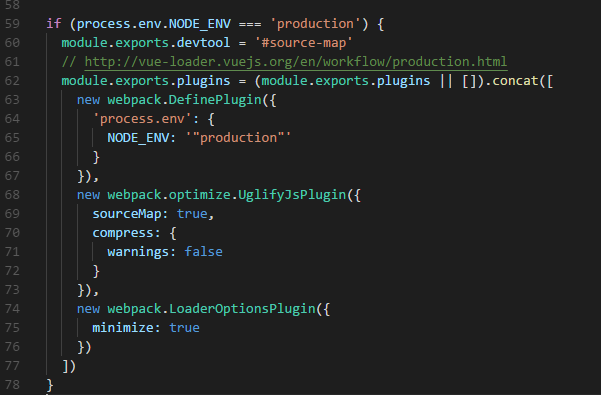 58
59 if (process.env.NODE_ENV === 'production') {
60   module.exports.devtool = '#source-map'
61   // http://vue-loader.vuejs.org/en/workflow/production.html
62   module.exports.plugins = (module.exports.plugins || []).concat([
63     new webpack.DefinePlugin({
64       'process.env': {
65         NODE_ENV: '"production"'
66       }
67     }),
68     new webpack.optimize.UglifyJsPlugin({
69       sourceMap: true,
70       compress: {
71         warnings: false
72       }
73     }),
74     new webpack.LoaderOptionsPlugin({
75       minimize: true
76     })
77   ])
78 }